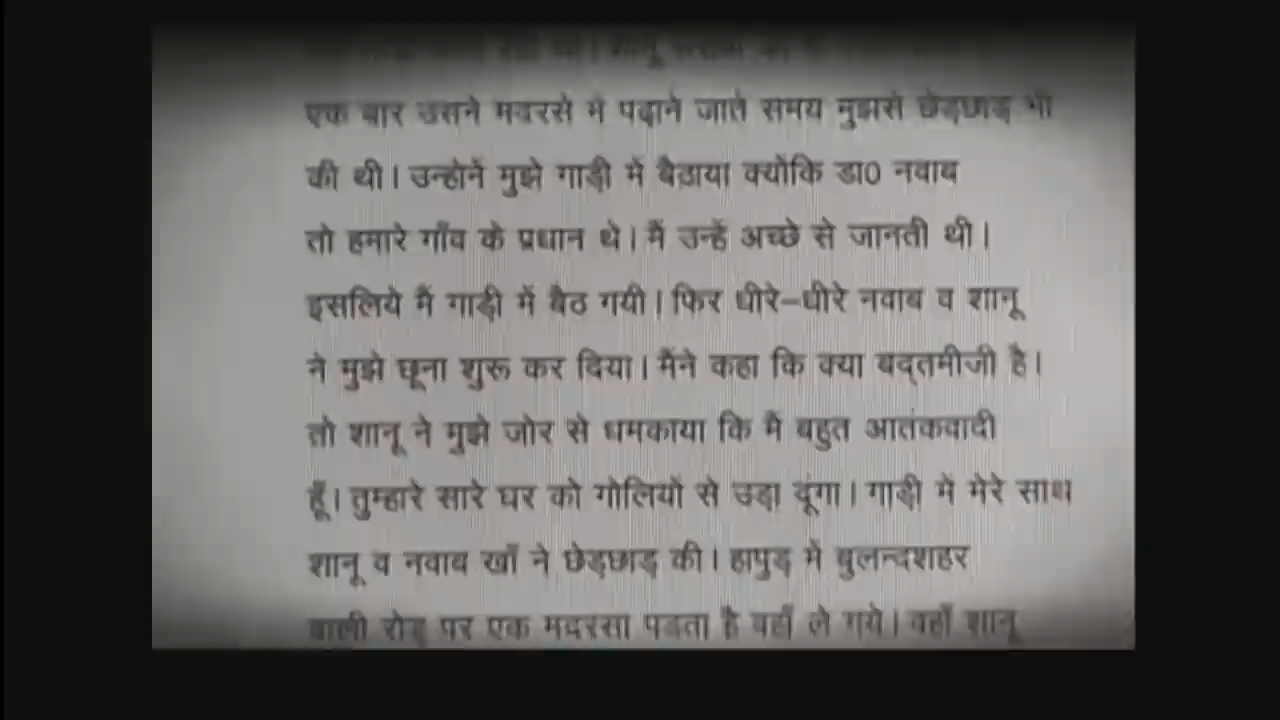 एक बार उसने मदरसे में पढ़ाने जाते समय मुझसे छेड़छाड़ भी
की थी। उन्होनें मुझे गाड़ी में बैठाया क्योकि डा0 नवाब
तो हमारे गाँव के प्रधान थे। मैं उन्हें अच्छे से जानती थी।
इसलिये मैं गाड़ी में बैठ गयी। फिर धीरे-धीरे नवाब व शानू
ने मुझे छूना शुरू कर दिया। मैंने कहा कि क्या बद्तमीजी है।
तो शानू ने मुझे जोर से धमकाया कि मैं बहुत आतंकवादी
हूँ। तुम्हारे सारे घर को गोलियों से उड़ा दूंगा। गाड़ी में मेरे साथ
शानू व नवाब खाँ ने छेड़छाड़ की। हापुड़ में बुलन्दशहर
वाली रोड़ पर एक मदरसा पडता है वहाँ ले गये। वहाँ शानू